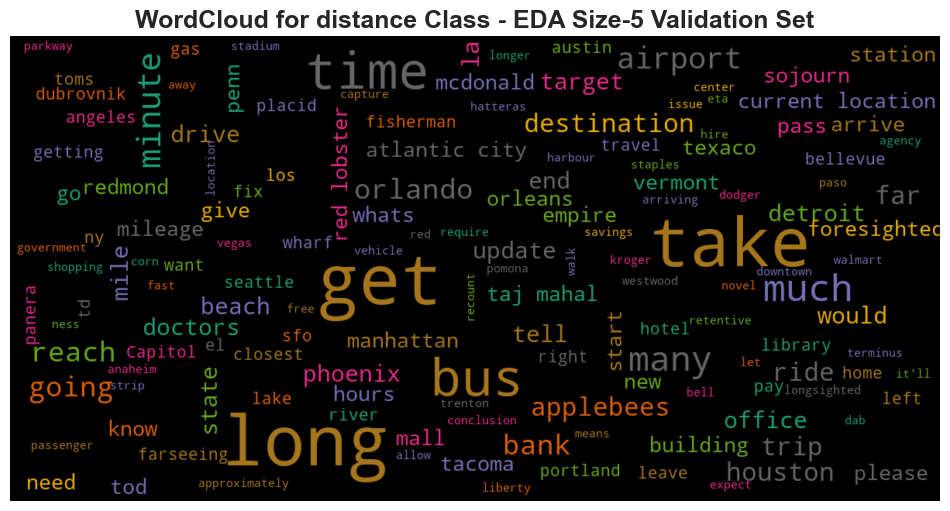 WordCloud for distance Class - EDA Size-5 Validation Set
parkway
gas
stadium
la
longer
austin
airport
station
toms
dubrovnik
away
penn
time
mcdonald
target
sojourn
minute
capture
placid
hatteras
issue
center
eta
current location
angeles
drive
fisherman
destination
pass
arrive
hire
agency
getting
location
red lobster
atlantic city
harbour
travel
texaco
staples
bellevue
go
redmond
fix
los
orlando
end
orleans
vermont
arriving
dodger
paso
far
give
whats
empire
savings
detroit
foresighted
ny
mileage
wharf
vehicle
red
require
update
take
government
vegas
walk
kroger
walmart
shopping
corn
mile
want
seattle
get
pomona
westwood
downtown
td
fast
beach
free
recount
taj mahal
novel
much
panera
ness
doctors
sfo
manhattan
tell
start
hotel
retentive
would
reach
Capitol
el
closest
right
many
library
terminus
anaheim
phoenix
bus
new
let
ride
home
it'll
going
strip
state
lake
hours
trenton
bell
pay
longsighted
left
river
conclusion
applebees
office
dab
know
long
mall
bank
means
building
trip
passenger
farseeing
allow
tacoma
portland
leave
houston
please
need
tod
approximately
liberty
expect